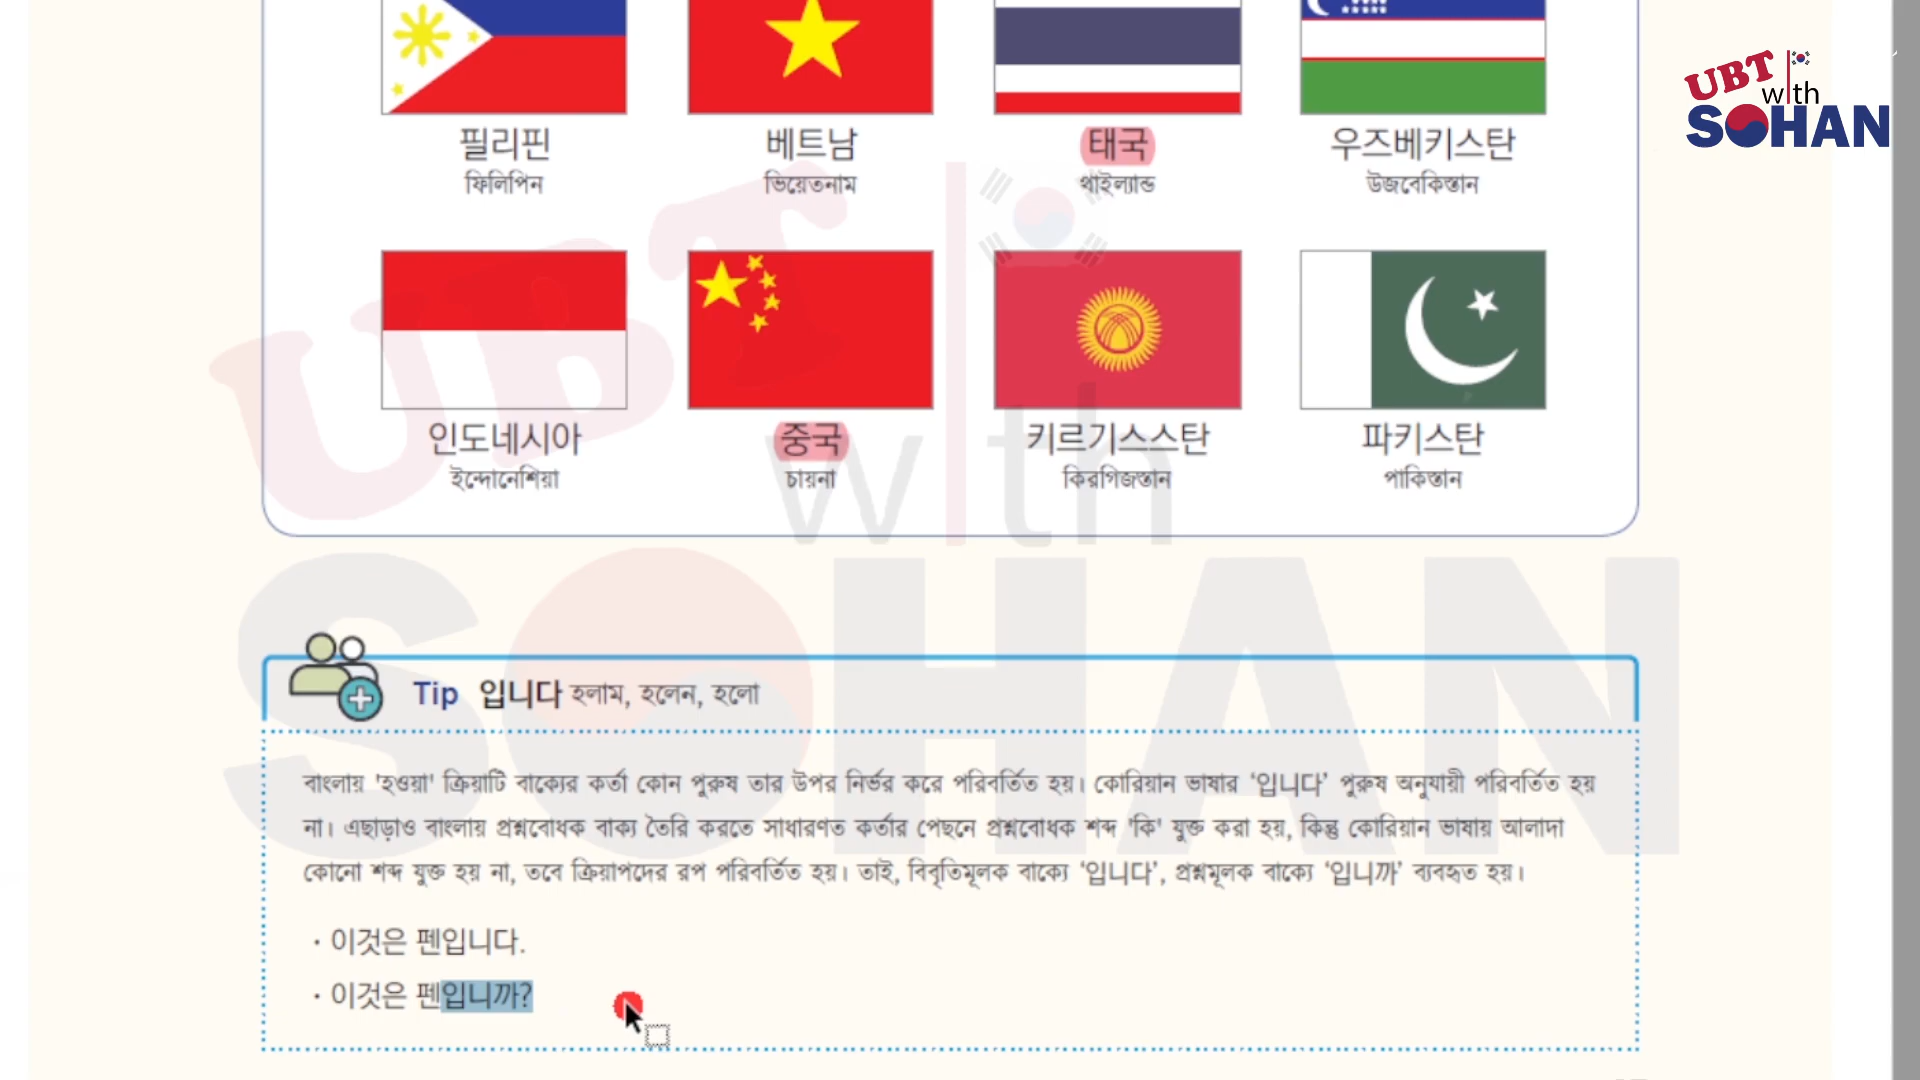 UBT
with
SOHAN
필리핀 베트남 태국 우즈베키스탄
ফিলিপিন ভিয়েতনাম থাইল্যান্ড উজবেকিস্তান
인도네시아 중국 키르기스스탄 파키스탄
ইন্দোনেশিয়া চায়না কিরগিজস্তান পাকিস্তান
UBT
with
SOHAN
Tip 입니다 হলাম, হলেন, হলো
বাংলায় 'হওয়া' ক্রিয়াটি বাক্যের কর্তা কোন পুরুষ তার উপর নির্ভর করে পরিবর্তিত হয়। কোরিয়ান ভাষার ‘입니다’ পুরুষ অনুযায়ী পরিবর্তিত হয়
না। এছাড়াও বাংলায় প্রশ্নবোধক বাক্য তৈরি করতে সাধারণত কর্তার পেছনে প্রশ্নবোধক শব্দ 'কি' যুক্ত করা হয়, কিন্তু কোরিয়ান ভাষায় আলাদা
কোনো শব্দ যুক্ত হয় না, তবে ক্রিয়াপদের রূপ পরিবর্তিত হয়। তাই, বিবৃতিমূলক বাক্যে ‘입니다’, প্রশ্নমূলক বাক্যে ‘입니까’ ব্যবহৃত হয়।
· 이것은 펜입니다.
· 이것은 펜입니까?